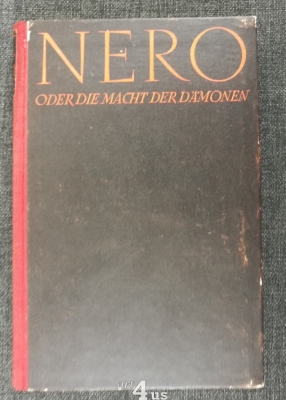 NERO
ODER DIE MACHT DER DÄMONEN
4us